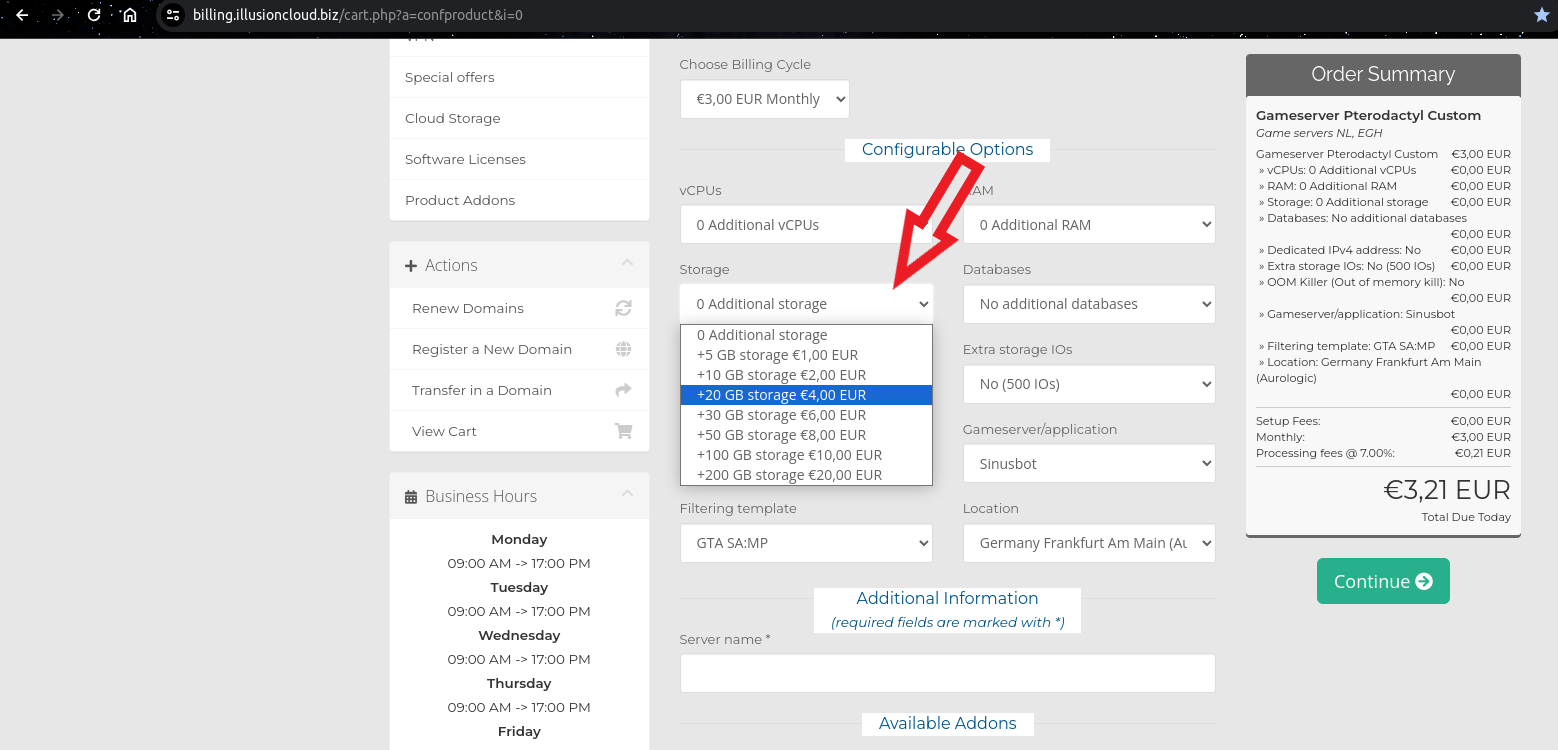 billing.illusioncloud.biz/cart.php?a=confproduct&i=0
Special offers
Cloud Storage
Software Licenses
Product Addons
Actions
Renew Domains
Register a New Domain
Transfer in a Domain
View Cart
Business Hours
Monday
09:00 AM -> 17:00 PM
Tuesday
09:00 AM -> 17:00 PM
Wednesday
09:00 AM -> 17:00 PM
Thursday
09:00 AM -> 17:00 PM
Friday
Choose Billing Cycle
€3,00 EUR Monthly
Configurable Options
vCPUs
0 Additional vCPUs
0 Additional RAM
Storage
0 Additional storage
0 Additional storage
+5 GB storage €1,00 EUR
+10 GB storage €2,00 EUR
+20 GB storage €4,00 EUR
+30 GB storage €6,00 EUR
+50 GB storage €8,00 EUR
+100 GB storage €10,00 EUR
+200 GB storage €20,00 EUR
Databases
No additional databases
Extra storage IOs
No (500 IOs)
Gameserver/application
Sinusbot
Filtering template
GTA SA:MP
Location
Germany Frankfurt Am Main (Au
Additional Information
(required fields are marked with *)
Server name *
Available Addons
Order Summary
Gameserver Pterodactyl Custom
Game servers NL, EGH
Gameserver Pterodactyl Custom €3,00 EUR
» vCPUs: 0 Additional vCPUs €0,00 EUR
» RAM: 0 Additional RAM €0,00 EUR
» Storage: 0 Additional storage €0,00 EUR
» Databases: No additional databases
€0,00 EUR
» Dedicated IPv4 address: No €0,00 EUR
» Extra storage IOs: No (500 IOs) €0,00 EUR
» OOM Killer (Out of memory kill): No
€0,00 EUR
» Gameserver/application: Sinusbot
€0,00 EUR
» Filtering template: GTA SA:MP €0,00 EUR
» Location: Germany Frankfurt Am Main
(Aurologic)
€0,00 EUR
Setup Fees: €0,00 EUR
Monthly: €3,00 EUR
Processing fees @ 7.00%: €0,21 EUR
€3,21 EUR
Total Due Today
Continue